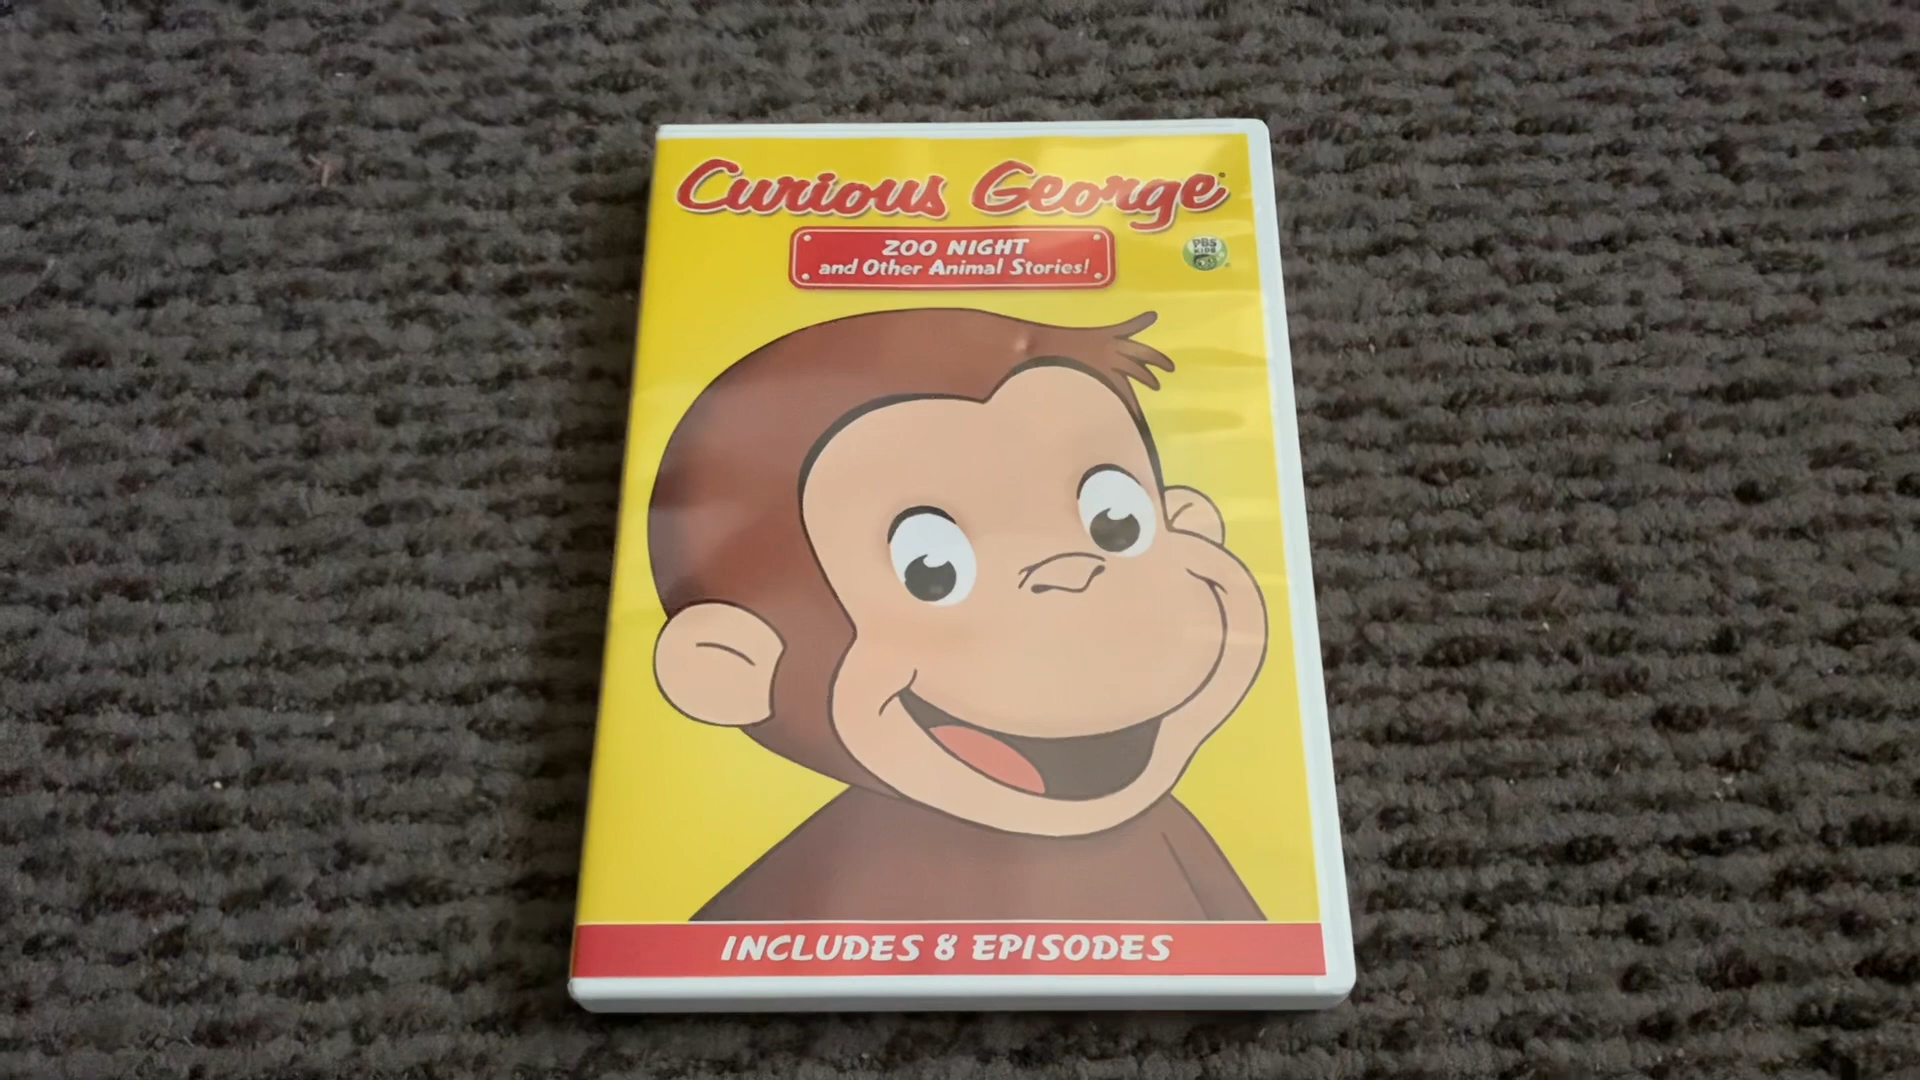 Curious George
ZOO NIGHT
and Other Animal Stories!
PBS
KIDS
INCLUDES 8 EPISODES